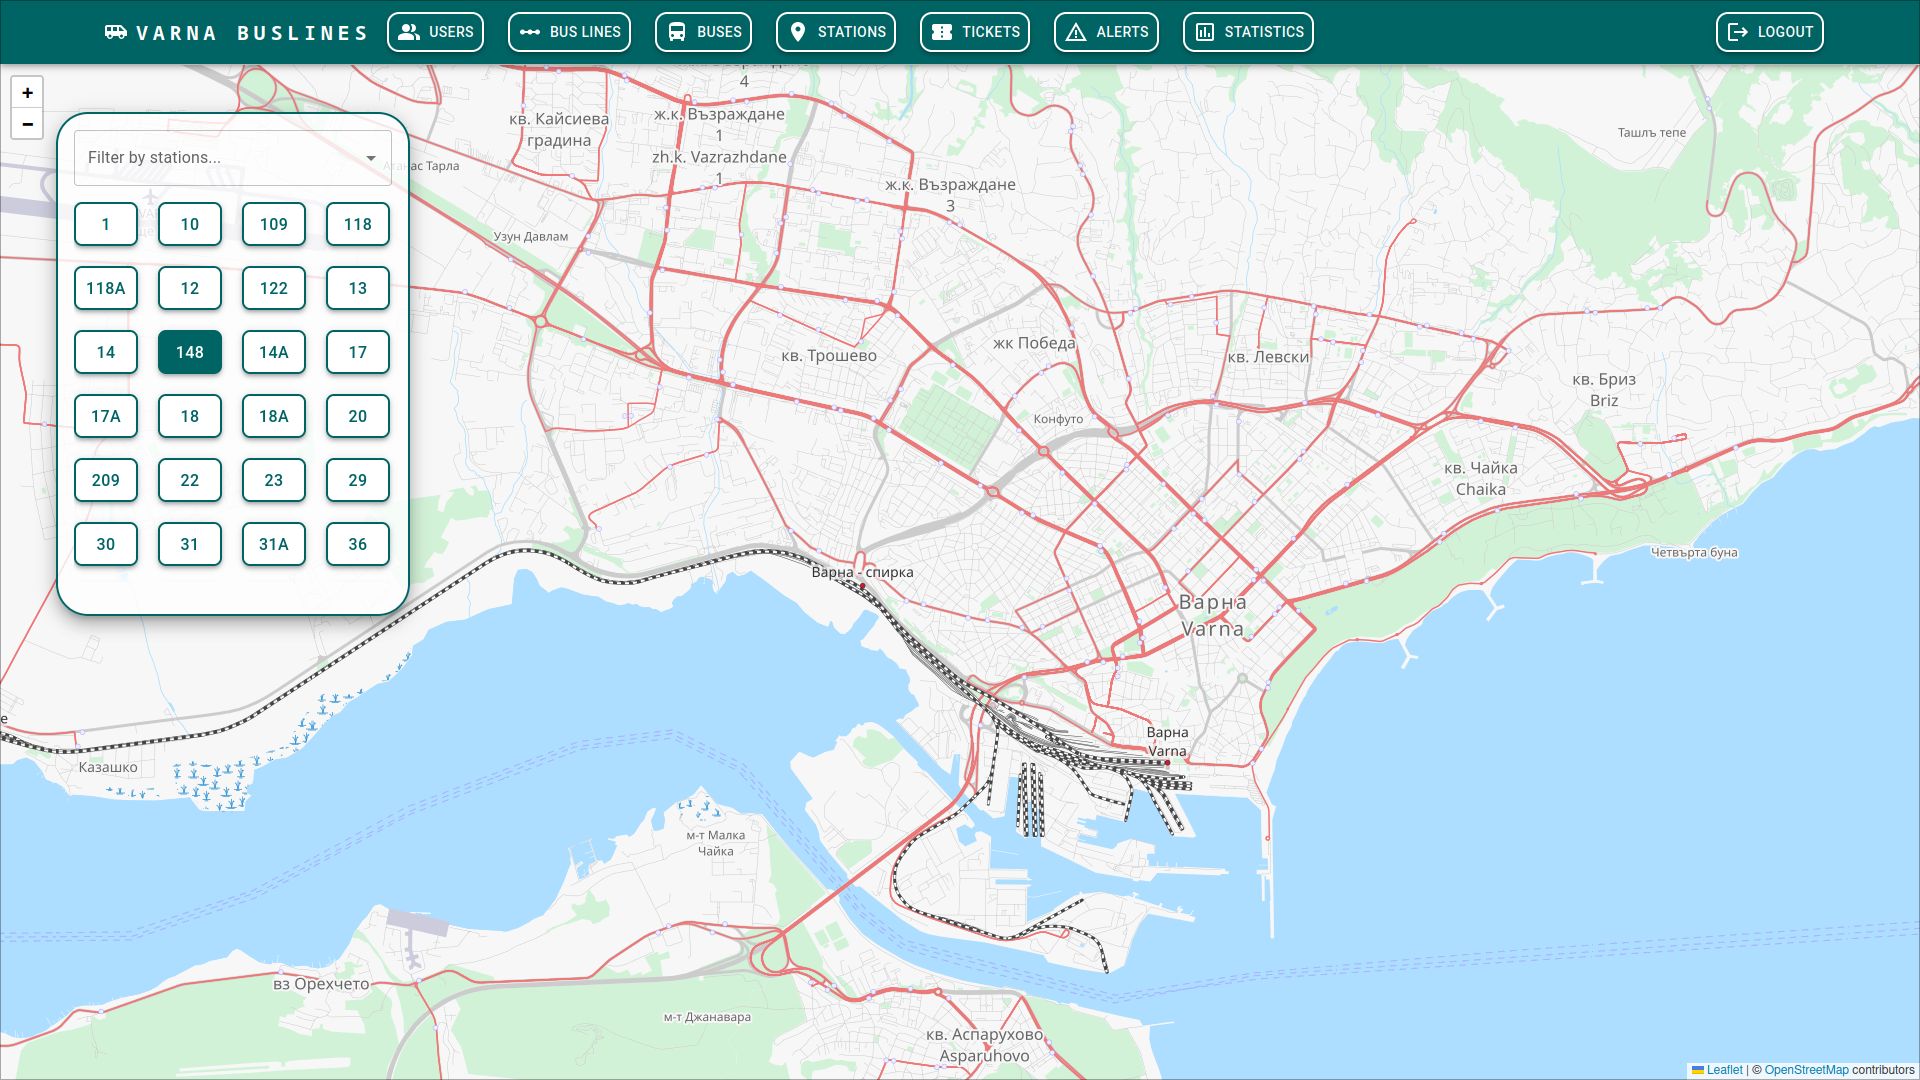 VARNA BUSLINES
USERS
BUS LINES
BUSES
STATIONS
TICKETS
ALERTS
STATISTICS
LOGOUT
+
−
Filter by stations...
1
10
109
118
118A
12
122
13
14
148
14A
17
17A
18
18A
20
209
22
23
29
30
31
31A
36
4
кв. Кайсиева
градина
ж.к. Възраждане
1
zh.k. Vazrazhdane
1
ж.к. Възраждане
3
Ташлъ тепе
Тарла
Узун Давлам
кв. Трошево
жк Победа
кв. Левски
кв. Бриз
Briz
Конфуто
кв. Чайка
Chaika
Четвърта буна
Варна - спирка
Варна
Varna
Варна
Varna
Казашко
м-т Малка
Чайка
вз Орехчето
м-т Джанавара
кв. Аспарухово
Asparuhovo
Leaflet | © OpenStreetMap contributors